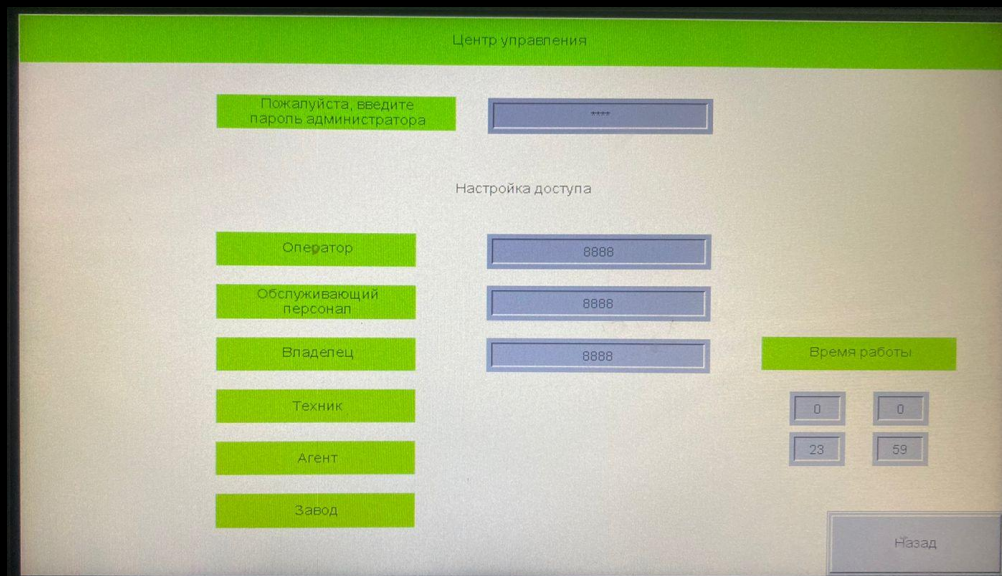 Центр управления
Пожалуйста, введите
пароль администратора
****
Настройка доступа
Оператор
8888
Обслуживающий
персонал
8888
Владелец
8888
Время работы
Техник
0 0
23 59
Агент
Завод
Назад